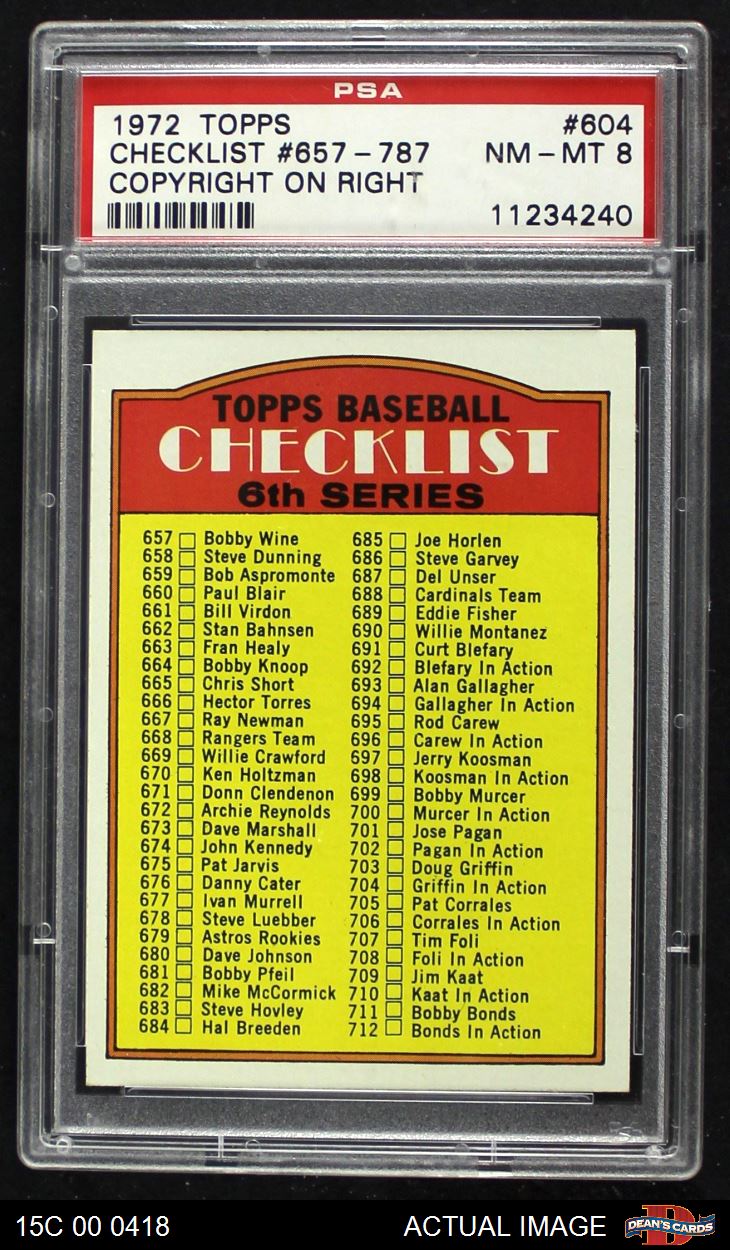 PSA
1972 TOPPS #604
CHECKLIST #657-787 NM-MT 8
COPYRIGHT ON RIGHT
11234240
TOPPS BASEBALL
CHECKLIST
6th SERIES
657 Bobby Wine
658 Steve Dunning
659 Bob Aspromonte
660 Paul Blair
661 Bill Virdon
662 Stan Bahnsen
663 Fran Healy
664 Bobby Knoop
665 Chris Short
666 Hector Torres
667 Ray Newman
668 Rangers Team
669 Willie Crawford
670 Ken Holtzman
671 Donn Clendenon
672 Archie Reynolds
673 Dave Marshall
674 John Kennedy
675 Pat Jarvis
676 Danny Cater
677 Ivan Murrell
678 Steve Luebber
679 Astros Rookies
680 Dave Johnson
681 Bobby Pfeil
682 Mike McCormick
683 Steve Hovley
684 Hal Breeden
685 Joe Horlen
686 Steve Garvey
687 Del Unser
688 Cardinals Team
689 Eddie Fisher
690 Willie Montanez
691 Curt Blefary
692 Blefary In Action
693 Alan Gallagher
694 Gallagher In Action
695 Rod Carew
696 Carew In Action
697 Jerry Koosman
698 Koosman In Action
699 Bobby Murcer
700 Murcer In Action
701 Jose Pagan
702 Pagan In Action
703 Doug Griffin
704 Griffin In Action
705 Pat Corrales
706 Corrales In Action
707 Tim Foli
708 Foli In Action
709 Jim Kaat
710 Kaat In Action
711 Bobby Bonds
712 Bonds In Action
15C 00 0418 ACTUAL IMAGE DEAN'S CARDS